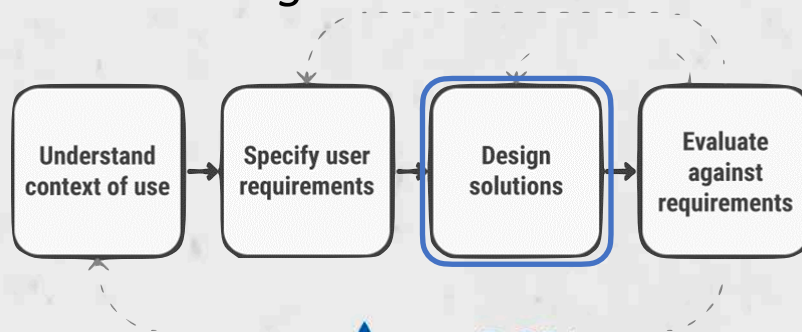 Understand
context of use
Specify user
requirements
Design
solutions
Evaluate
against
requirements